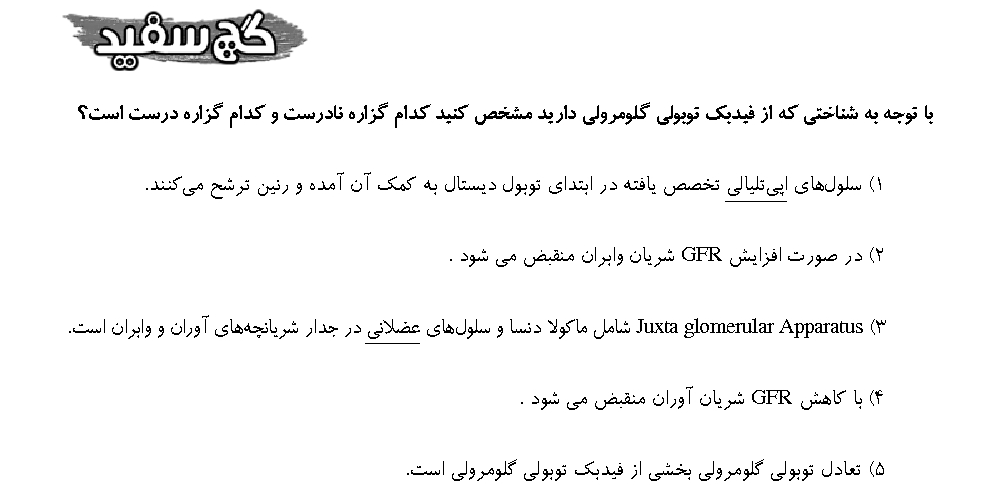 گچ سفید
با توجه به شناختی که از فیدبک توبولی گلومرولی دارید مشخص کنید کدام گزاره نادرست و کدام گزاره درست است؟
۱) سلول‌های اپی‌تلیالی تخصص یافته در ابتدای توبول دیستال به کمک آن آمده و رنین ترشح می‌کنند.
۲) در صورت افزایش GFR شریان وابران منقبض می شود .
۳) Juxta glomerular Apparatus شامل ماکولا دنسا و سلول‌های عضلانی در جدار شریانچه‌های آوران و وابران است.
۴) با کاهش GFR شریان آوران منقبض می شود .
۵) تعادل توبولی گلومرولی بخشی از فیدبک توبولی گلومرولی است.